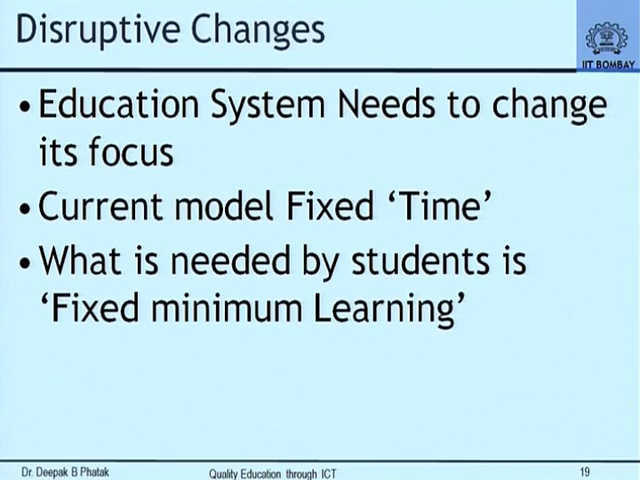 Disruptive Changes
IIT BOMBAY
• Education System Needs to change
its focus
• Current model Fixed ‘Time’
• What is needed by students is
‘Fixed minimum Learning’
Dr. Deepak B Phatak
Quality Education through ICT
19